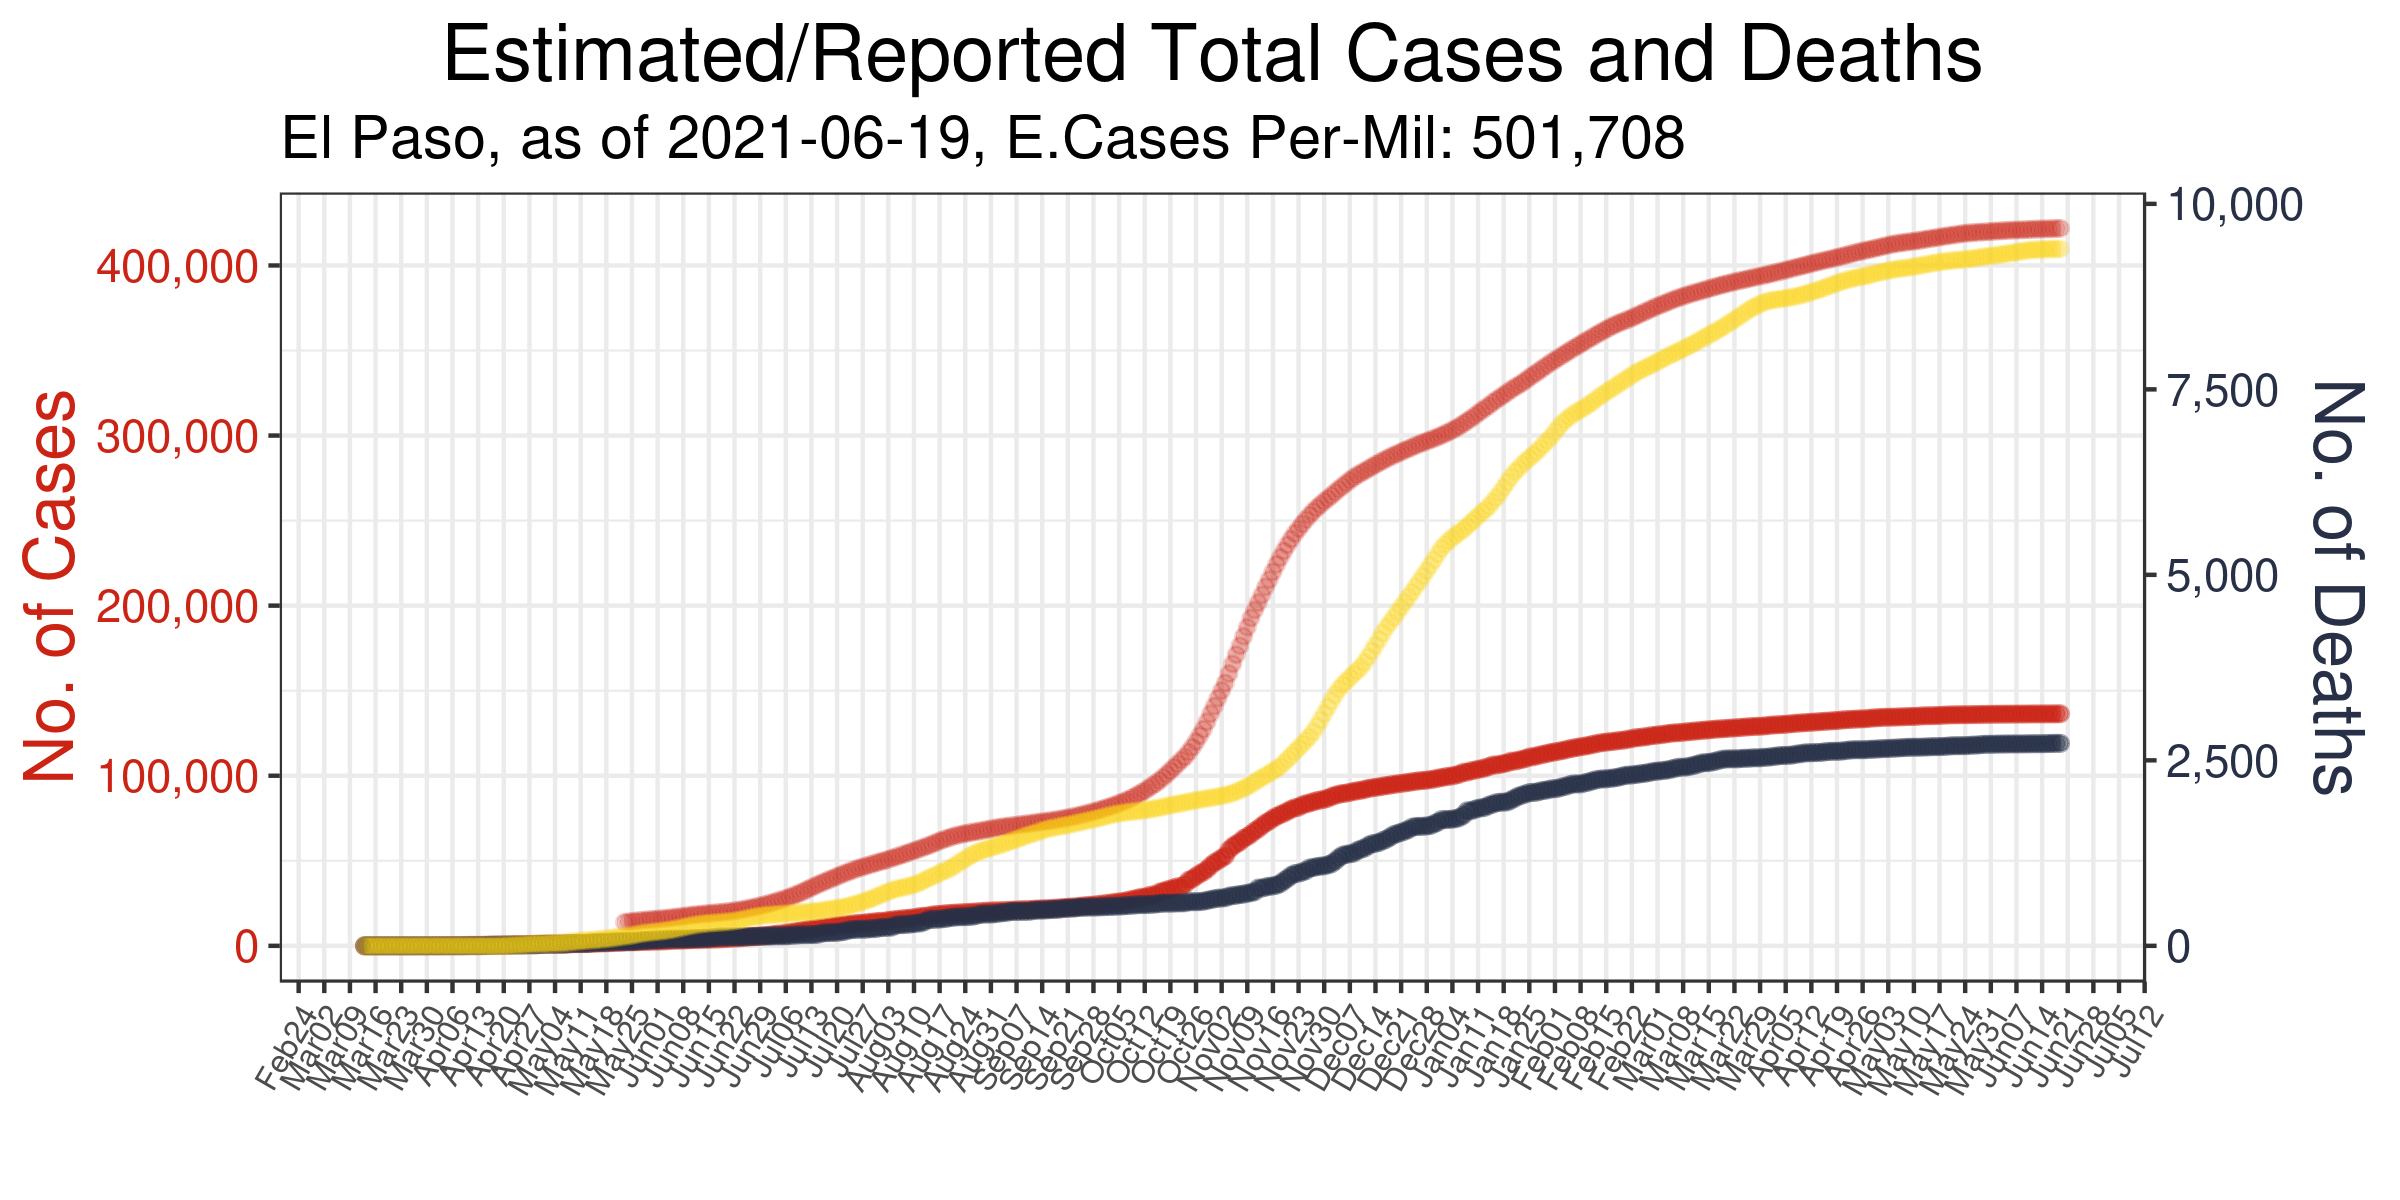 Estimated/Reported Total Cases and Deaths
El Paso, as of 2021-06-19, E.Cases Per-Mil: 501,708
No. of Cases
400,000
300,000
200,000
100,000
0
10,000
7,500
5,000
2,500
0
No. of Deaths
Feb24
Mar02
Mar09
Mar16
Mar23
Mar30
Apr06
Apr13
Apr20
Apr27
May04
May11
May18
May25
Jun01
Jun08
Jun15
Jun22
Jun29
Jul06
Jul13
Jul20
Jul27
Aug03
Aug10
Aug17
Aug24
Aug31
Sep07
Sep14
Sep21
Sep28
Oct05
Oct12
Oct19
Oct26
Nov02
Nov09
Nov16
Nov23
Nov30
Dec07
Dec14
Dec21
Dec28
Jan04
Jan11
Jan18
Jan25
Feb01
Feb08
Feb15
Feb22
Mar01
Mar08
Mar15
Mar22
Mar29
Apr05
Apr12
Apr19
Apr26
May03
May10
May17
May24
May31
Jun07
Jun14
Jun21
Jun28
Jul05
Jul12